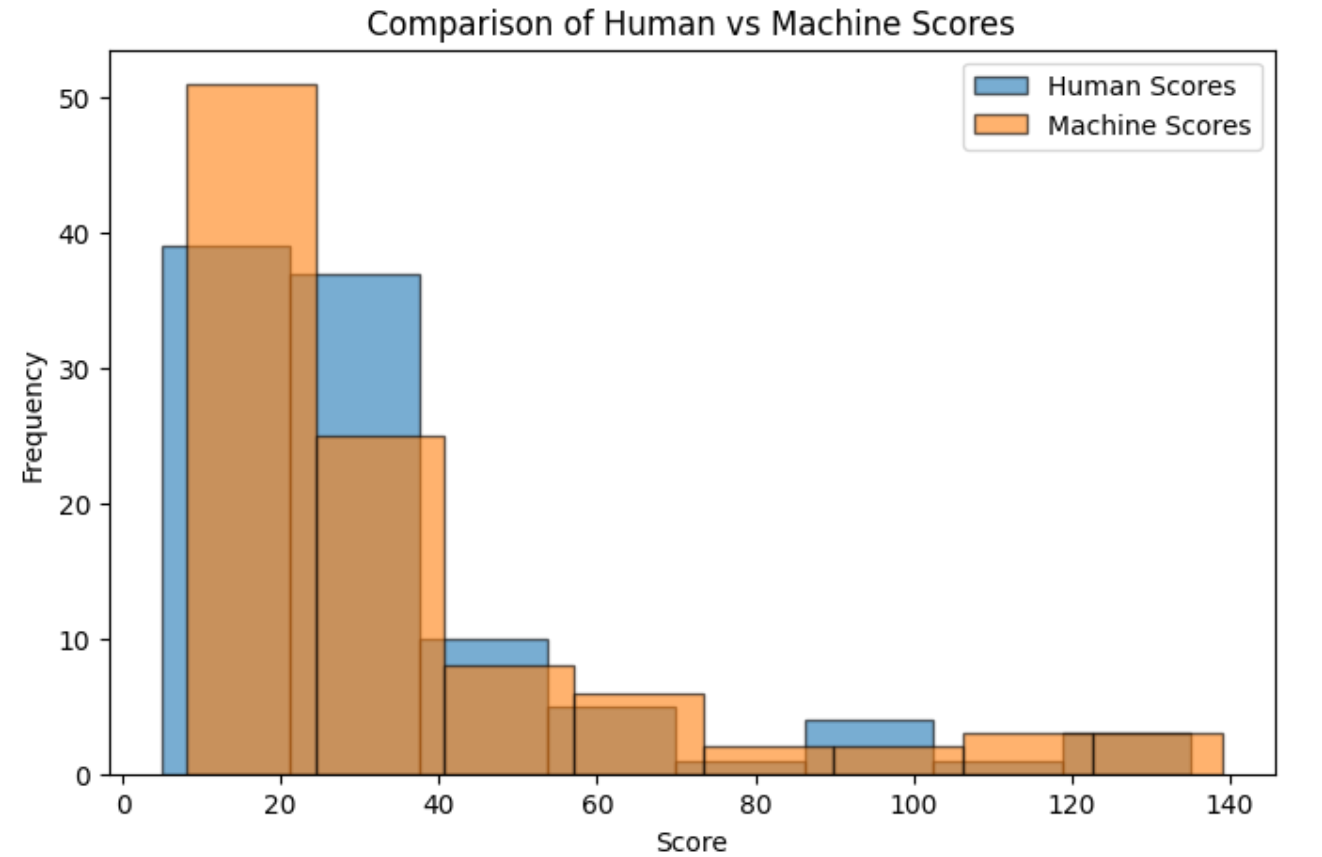 Comparison of Human vs Machine Scores
Human Scores
Machine Scores
50
40
30
20
10
0
Frequency
0 20 40 60 80 100 120 140
Score